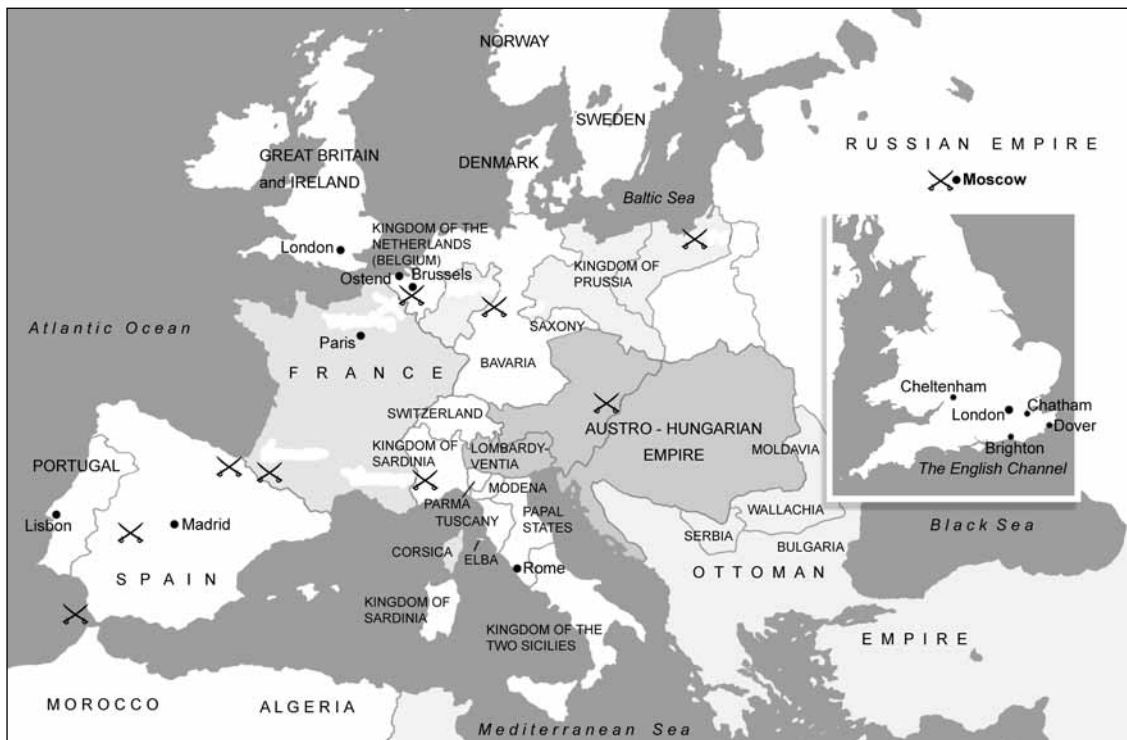 NORWAY
SWEDEN
RUSSIAN EMPIRE
GREAT BRITAIN
and IRELAND
DENMARK
Moscow
Baltic Sea
KINGDOM OF THE
NETHERLANDS
(BELGIUM)
London
Ostend
Brussels
KINGDOM OF
PRUSSIA
Atlantic Ocean
SAXONY
Paris
BAVARIA
FRANCE
Cheltenham
London
Chatham
Dover
Brighton
The English Channel
SWITZERLAND
AUSTRO - HUNGARIAN
EMPIRE
MOLDAVIA
KINGDOM OF
SARDINIA
LOMBARDY-
VENTIA
PORTUGAL
MODENA
PARMA
TUSCANY
PAPAL
STATES
WALLACHIA
Lisbon
Madrid
Black Sea
SERBIA
BULGARIA
CORSICA
ELBA
Rome
OTTOMAN
SPAIN
KINGDOM OF
SARDINIA
KINGDOM OF THE
TWO SICILIES
EMPIRE
MOROCCO
ALGERIA
Mediterranean Sea